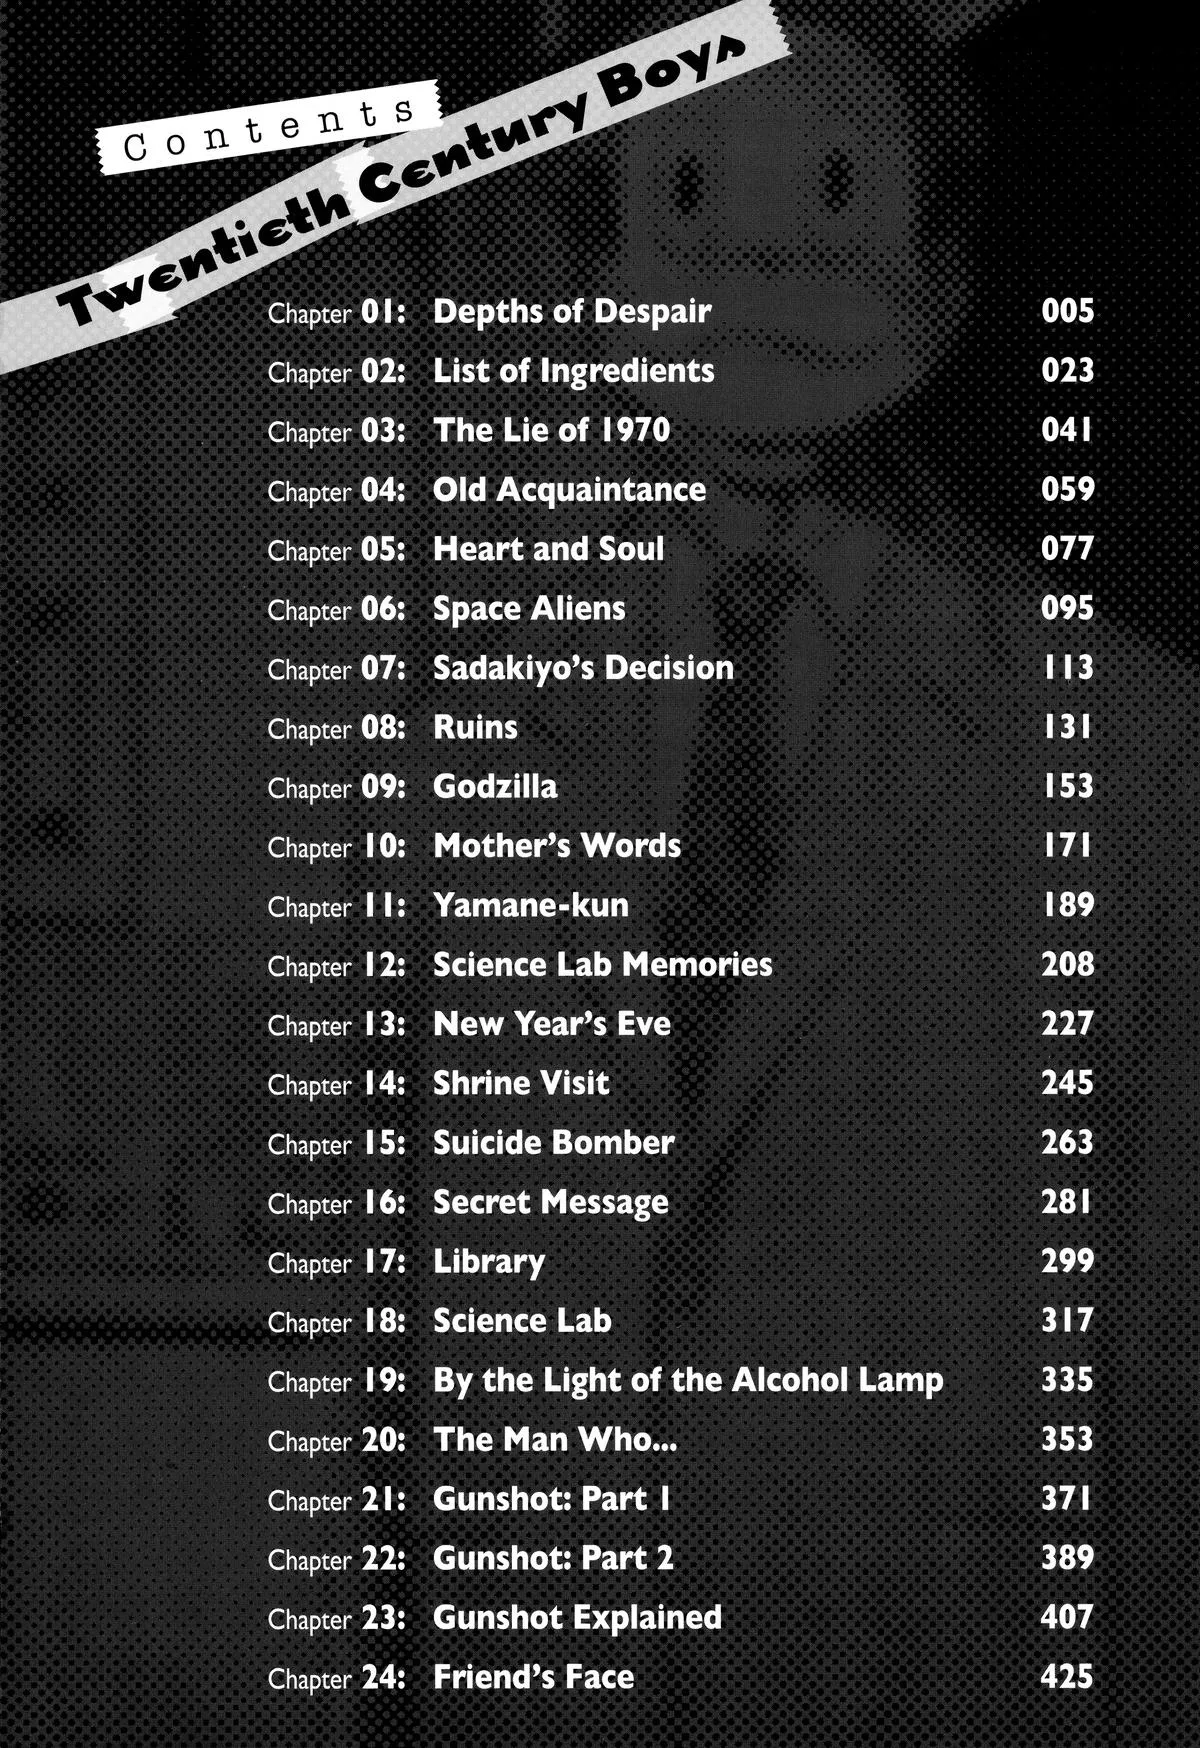 Contents
Twentieth Century Boys
Chapter 01: Depths of Despair 005
Chapter 02: List of Ingredients 023
Chapter 03: The Lie of 1970 041
Chapter 04: Old Acquaintance 059
Chapter 05: Heart and Soul 077
Chapter 06: Space Aliens 095
Chapter 07: Sadakiyo's Decision 113
Chapter 08: Ruins 131
Chapter 09: Godzilla 153
Chapter 10: Mother's Words 171
Chapter 11: Yamane-kun 189
Chapter 12: Science Lab Memories 208
Chapter 13: New Year's Eve 227
Chapter 14: Shrine Visit 245
Chapter 15: Suicide Bomber 263
Chapter 16: Secret Message 281
Chapter 17: Library 299
Chapter 18: Science Lab 317
Chapter 19: By the Light of the Alcohol Lamp 335
Chapter 20: The Man Who... 353
Chapter 21: Gunshot: Part 1 371
Chapter 22: Gunshot: Part 2 389
Chapter 23: Gunshot Explained 407
Chapter 24: Friend's Face 425